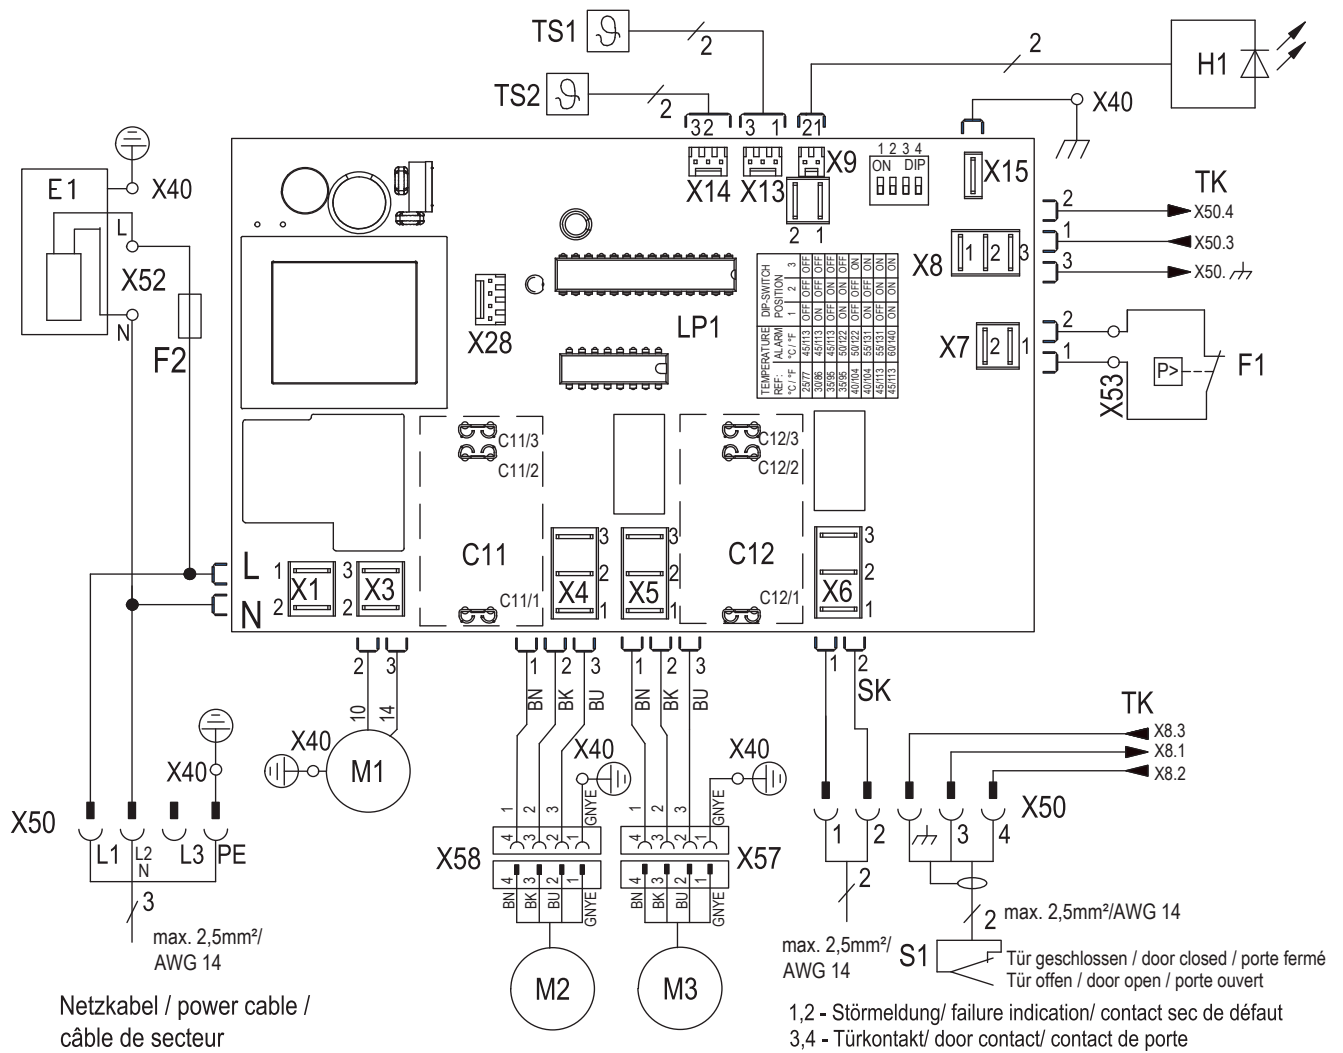 TS1
2
TS2
2
2
H1
X40
32
3 1
21
X14
X13
X9
2 1
1 2 3 4
ON DIP
X15
TK
2
X50.4
1
X50.3
3
X50.
X8
1 2 3
X7
2 1
2
1
X53
P>
F1
E1
X40
L
X52
N
F2
X28
LP1
DIP-SWITCH POSITION
3 OFF OFF OFF OFF ON ON ON ON
2 OFF OFF ON ON OFF OFF ON ON
1 OFF ON OFF ON OFF ON OFF ON
TEMPERATURE
ALARM °C / °F 45/113 45/113 45/113 50/122 50/122 55/131 55/131 60/140
REF: °C / °F 25/77 30/86 35/95 35/95 40/104 40/104 45/113 45/113
C11/3
C11/2
C11
C11/1
C12/3
C12/2
C12
C12/1
L
N
1
2
X1
3
2
X3
X4
3
2
1
X5
3
2
1
X6
3
2
1
2 3
10 14
X40
M1
1 2 3
BN BK BU
1 2 3
BN BK BU
1 2
SK
X40
X40
1 2 3 GNYE
4 3 2 1
X58
4 3 2 1
BN BK BU GNYE
M2
1 2 3 GNYE
4 3 2 1
X57
4 3 2 1
BN BK BU GNYE
M3
TK
X8.3
X8.1
X8.2
X50
1 2 3 4
2
max. 2,5mm²/
AWG 14
2
max. 2,5mm²/AWG 14
S1
Tür geschlossen / door closed / porte fermé
Tür offen / door open / porte ouvert
1,2 - Störmeldung/ failure indication/ contact sec de défaut
3,4 - Türkontakt/ door contact/ contact de porte
X40
X50
L1
L2
N
L3
PE
3
max. 2,5mm²/
AWG 14
Netzkabel / power cable /
câble de secteur